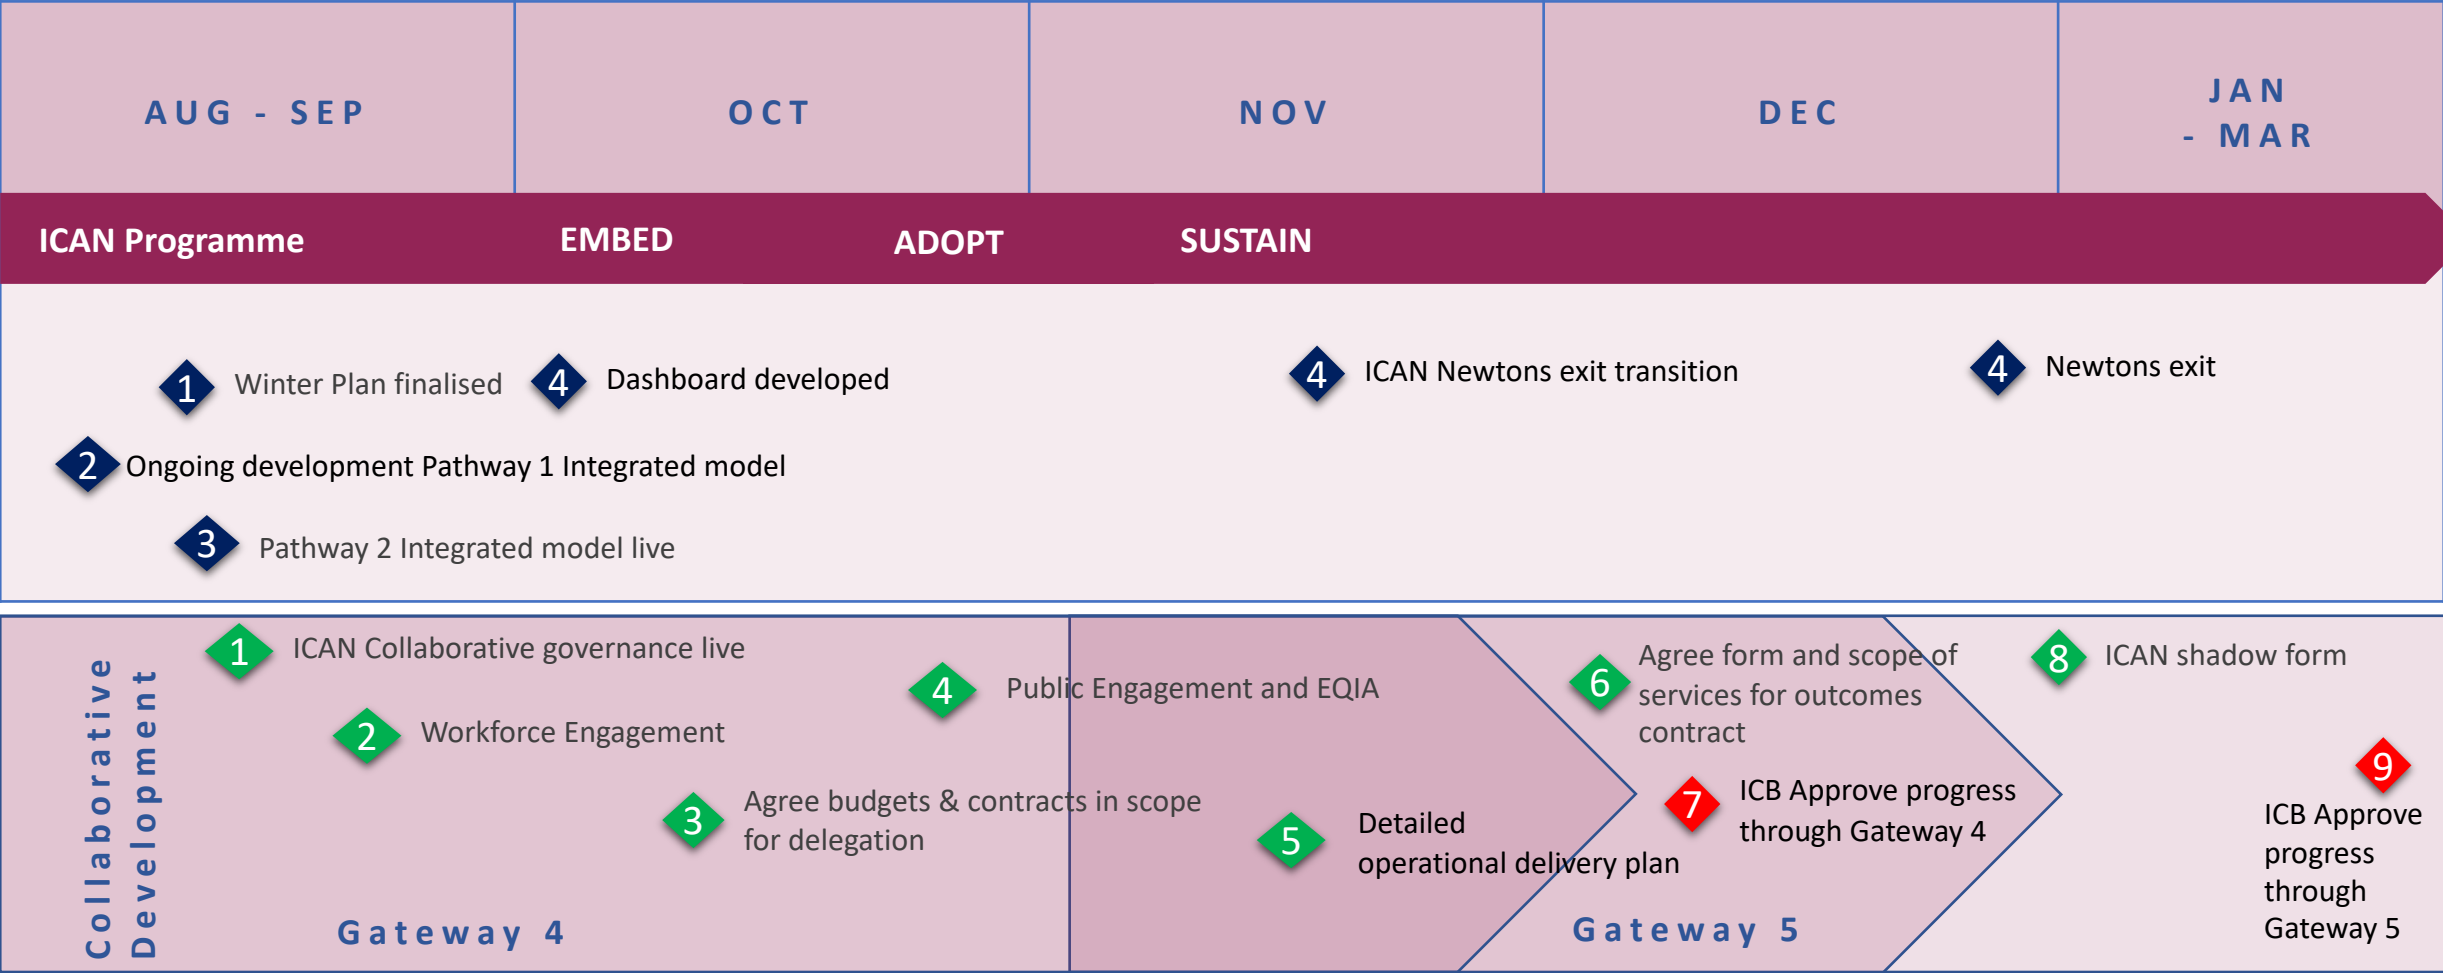 AUG - SEP
OCT
NOV
DEC
JAN
- MAR
ICAN Programme
EMBED
ADOPT
SUSTAIN
1 Winter Plan finalised
4 Dashboard developed
4 ICAN Newtons exit transition
4 Newtons exit
2 Ongoing development Pathway 1 Integrated model
3 Pathway 2 Integrated model live
Collaborative
Development
1 ICAN Collaborative governance live
2 Workforce Engagement
3 Agree budgets & contracts in scope
for delegation
4 Public Engagement and EQIA
5 Detailed
operational delivery plan
Gateway 4
6 Agree form and scope of
services for outcomes
contract
7 ICB Approve progress
through Gateway 4
Gateway 5
8 ICAN shadow form
9
ICB Approve
progress
through
Gateway 5